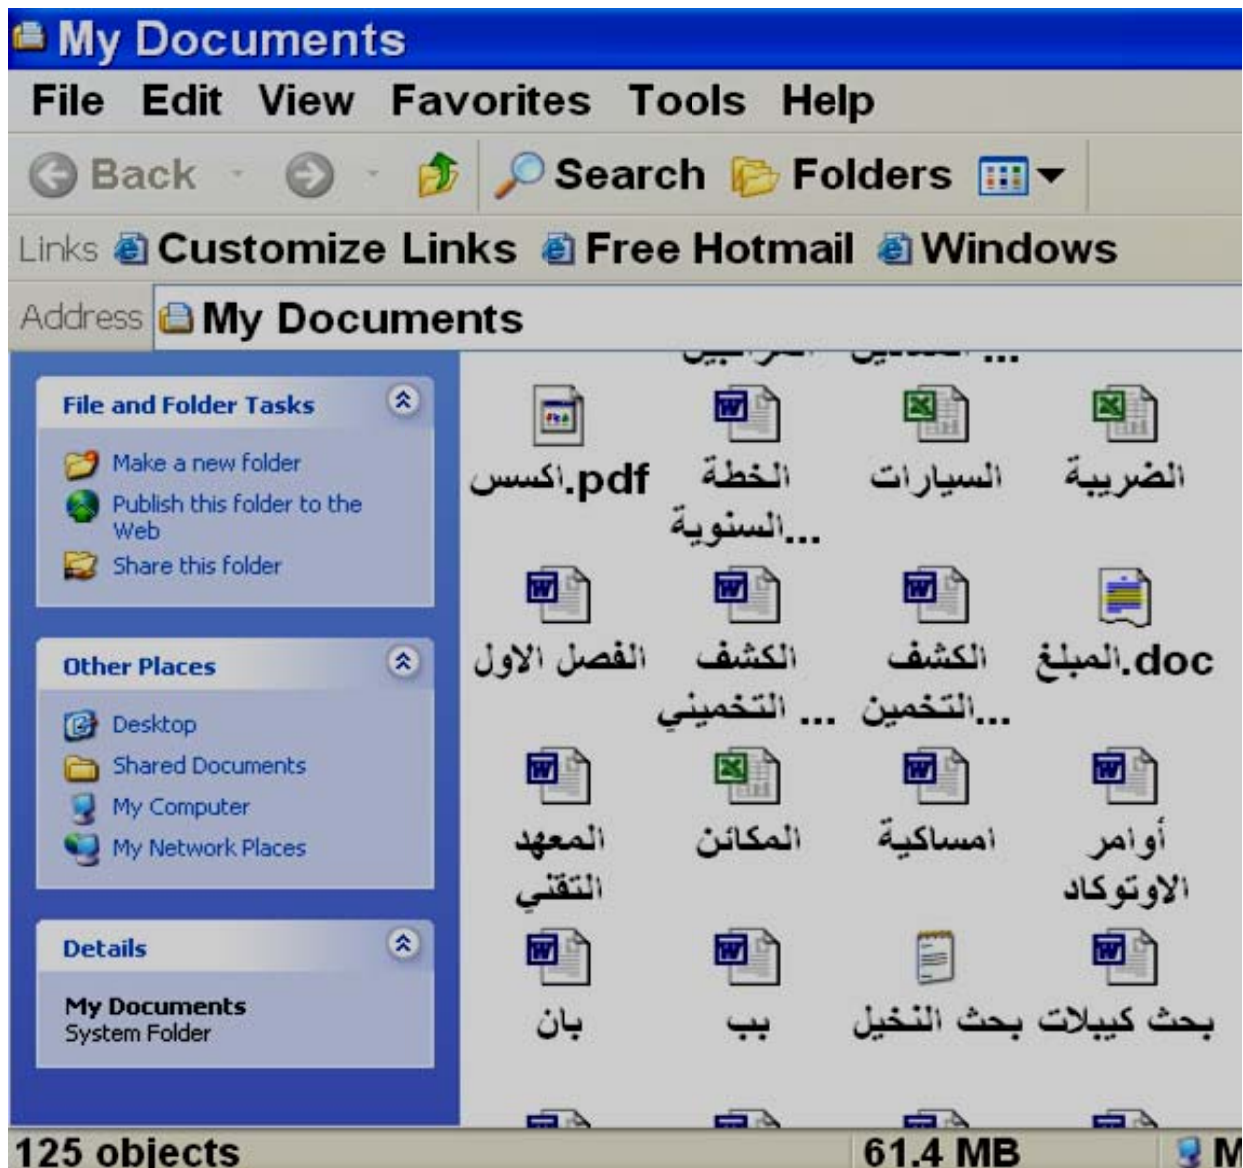 My Documents
File Edit View Favorites Tools Help
Back Search Folders
Links Customize Links Free Hotmail Windows
Address My Documents
File and Folder Tasks
Make a new folder
Publish this folder to the
Web
Share this folder
Other Places
Desktop
Shared Documents
My Computer
My Network Places
Details
My Documents
System Folder
اكسس.pdf
الخطة
السنوية...
السيارات
الضريبة
الفصل الاول
الكشف
التخميني ...
الكشف
التخمين...
المبلغ.doc
المعهد
التقني
المكائن
امساكية
أوامر
الاوتوكاد
بان
بب
بحث النخيل
بحث كيبلات
125 objects
61.4 MB